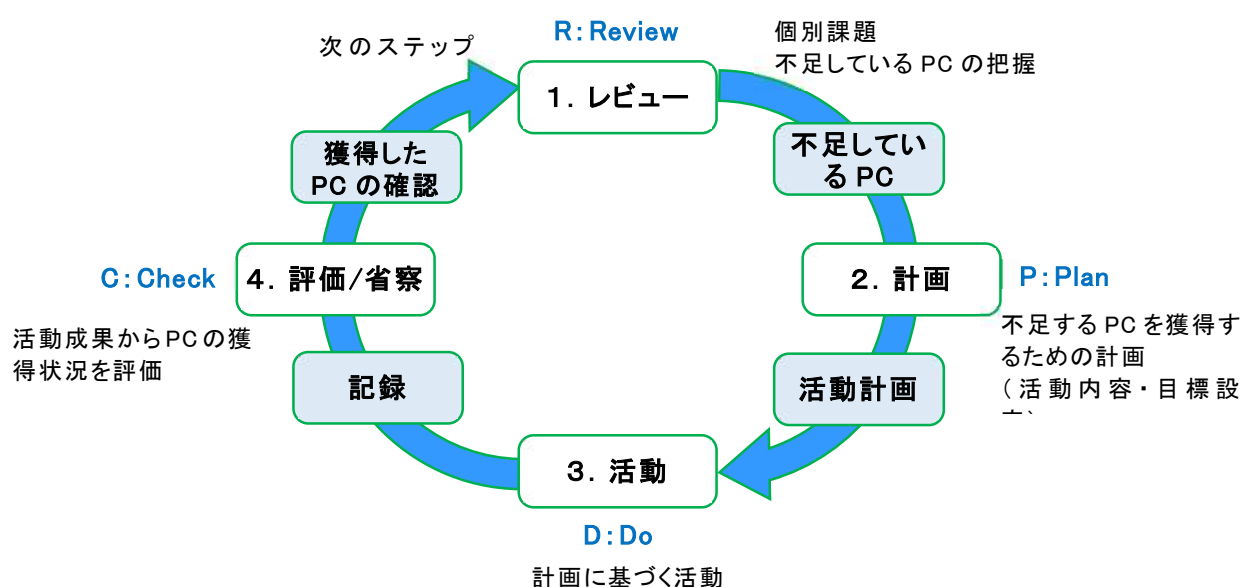 次のステップ
R:Review
個別課題
不足しているPCの把握
1. レビュー
不足してい
るPC
獲得した
PCの確認
C:Check
4. 評価/省察
2. 計画
P:Plan
活動成果からPCの獲
得状況を評価
不足するPCを獲得す
るための計画
(活動内容・目標設
記録
活動計画
3. 活動
D:Do
計画に基づく活動